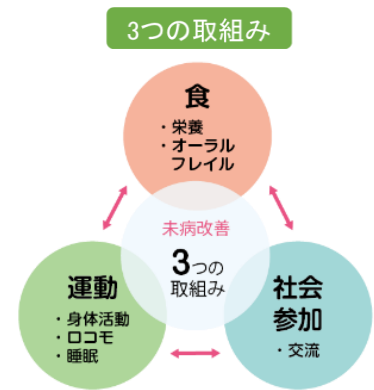 3つの取組み
食
・栄養
・オーラル
フレイル
未病改善
3つの
取組み
運動
・身体活動
・ロコモ
・睡眠
社会
参加
・交流